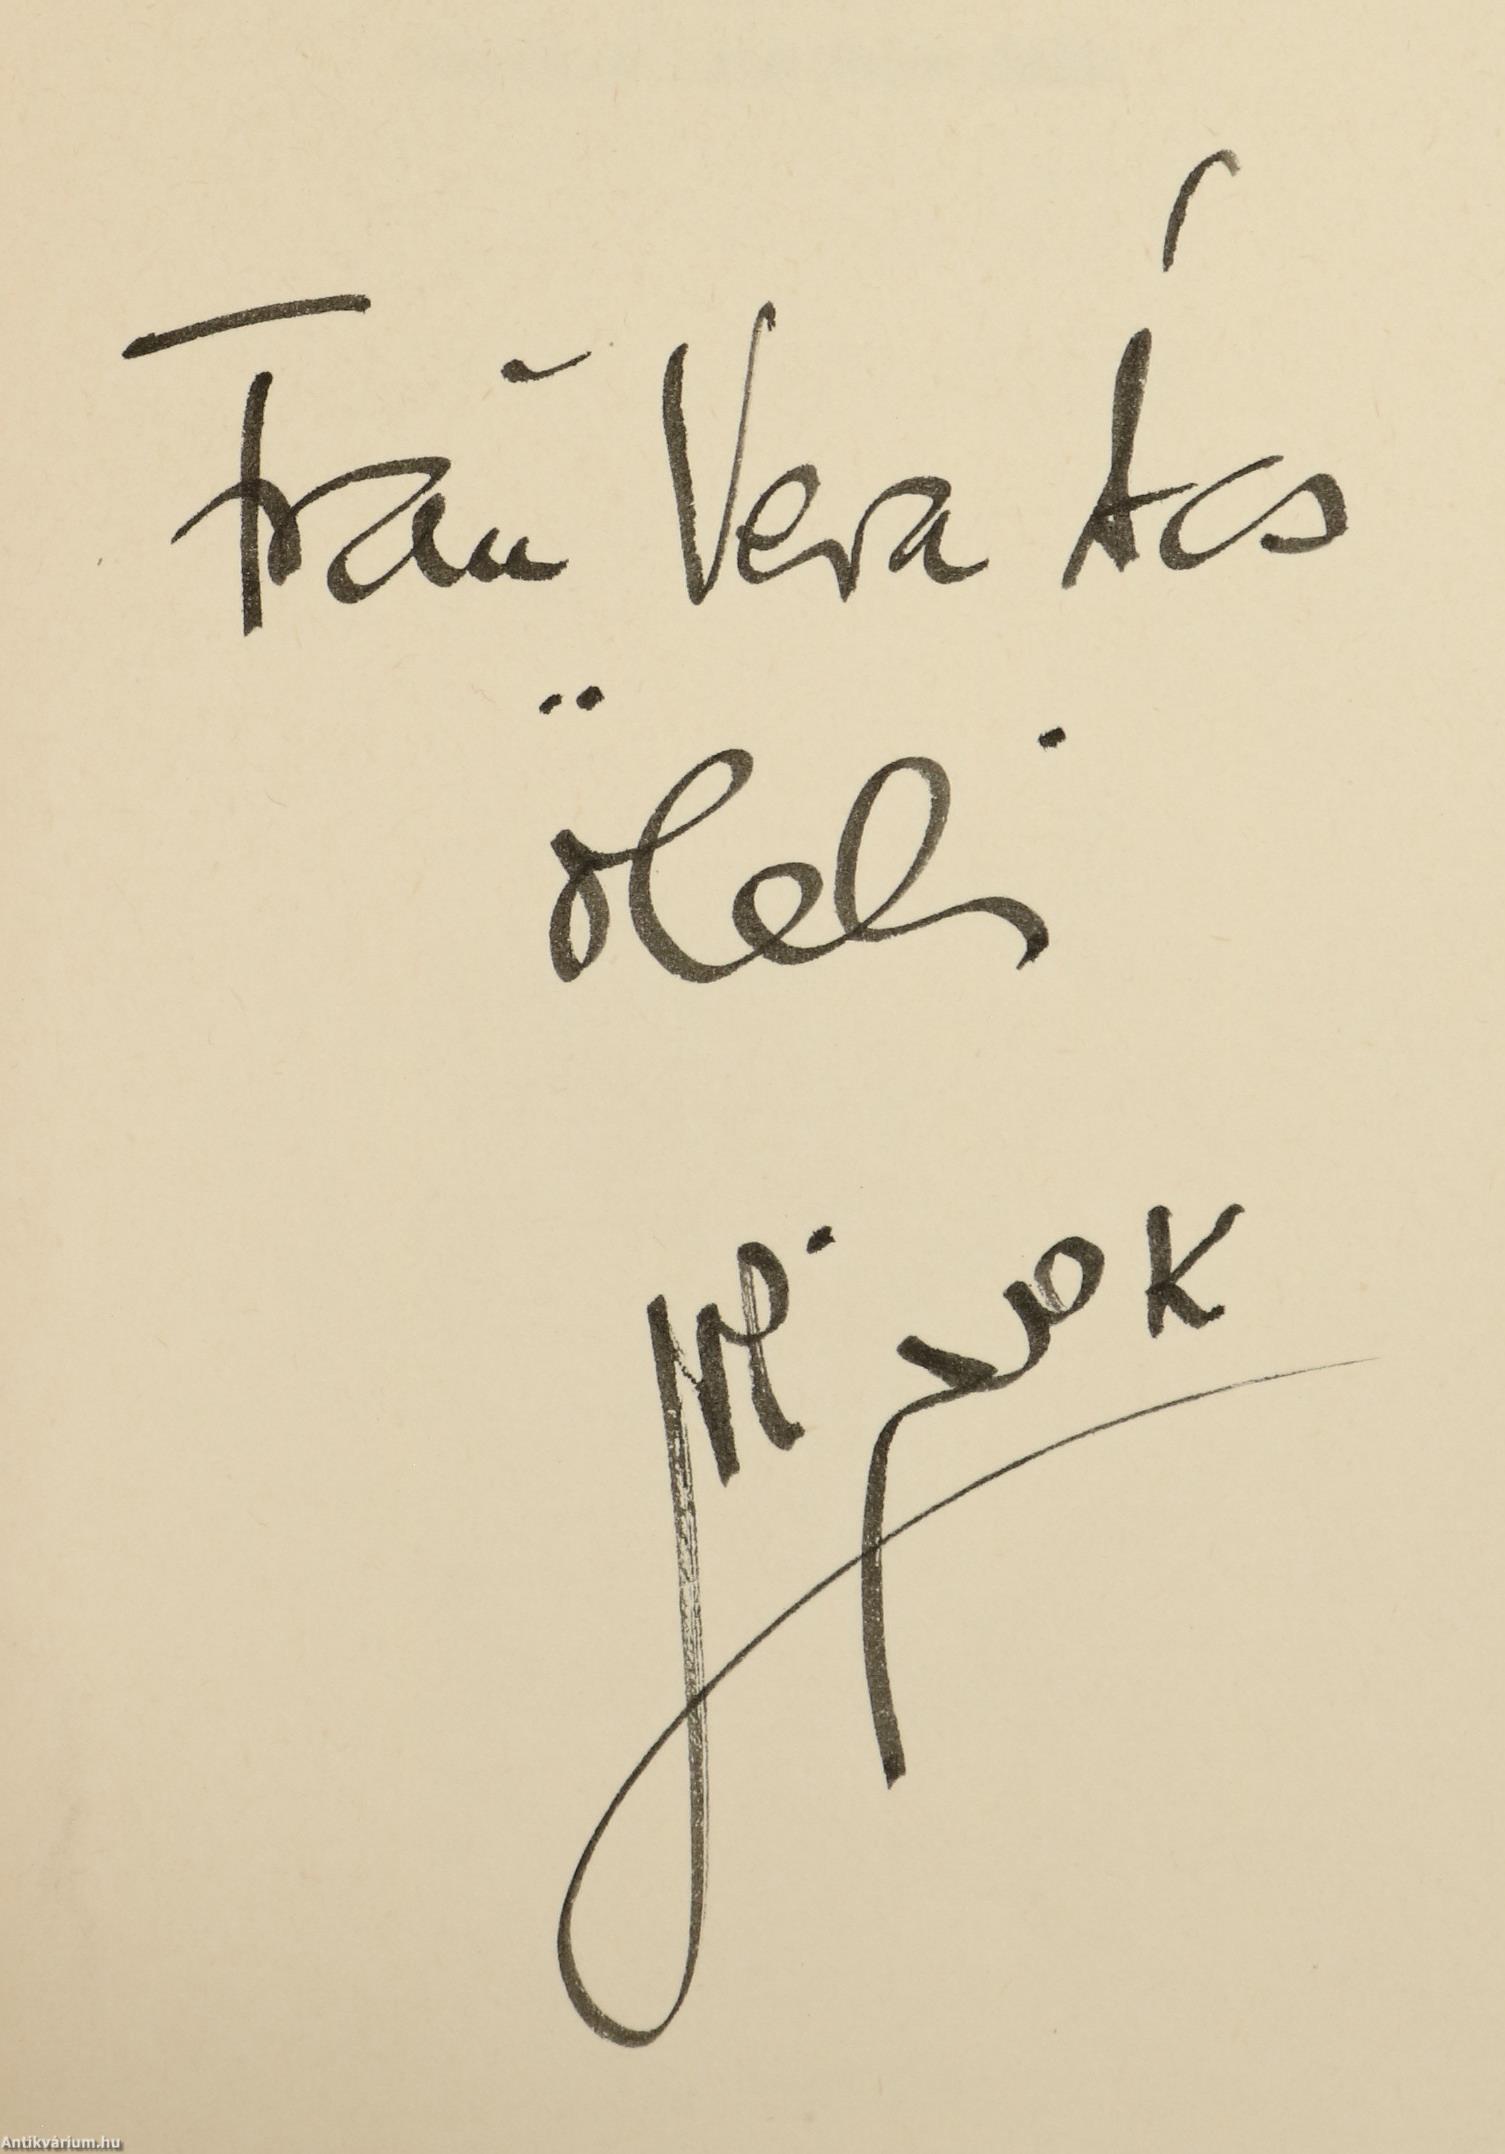 Frau Vera Ács
öleli
Antikvárium.hu